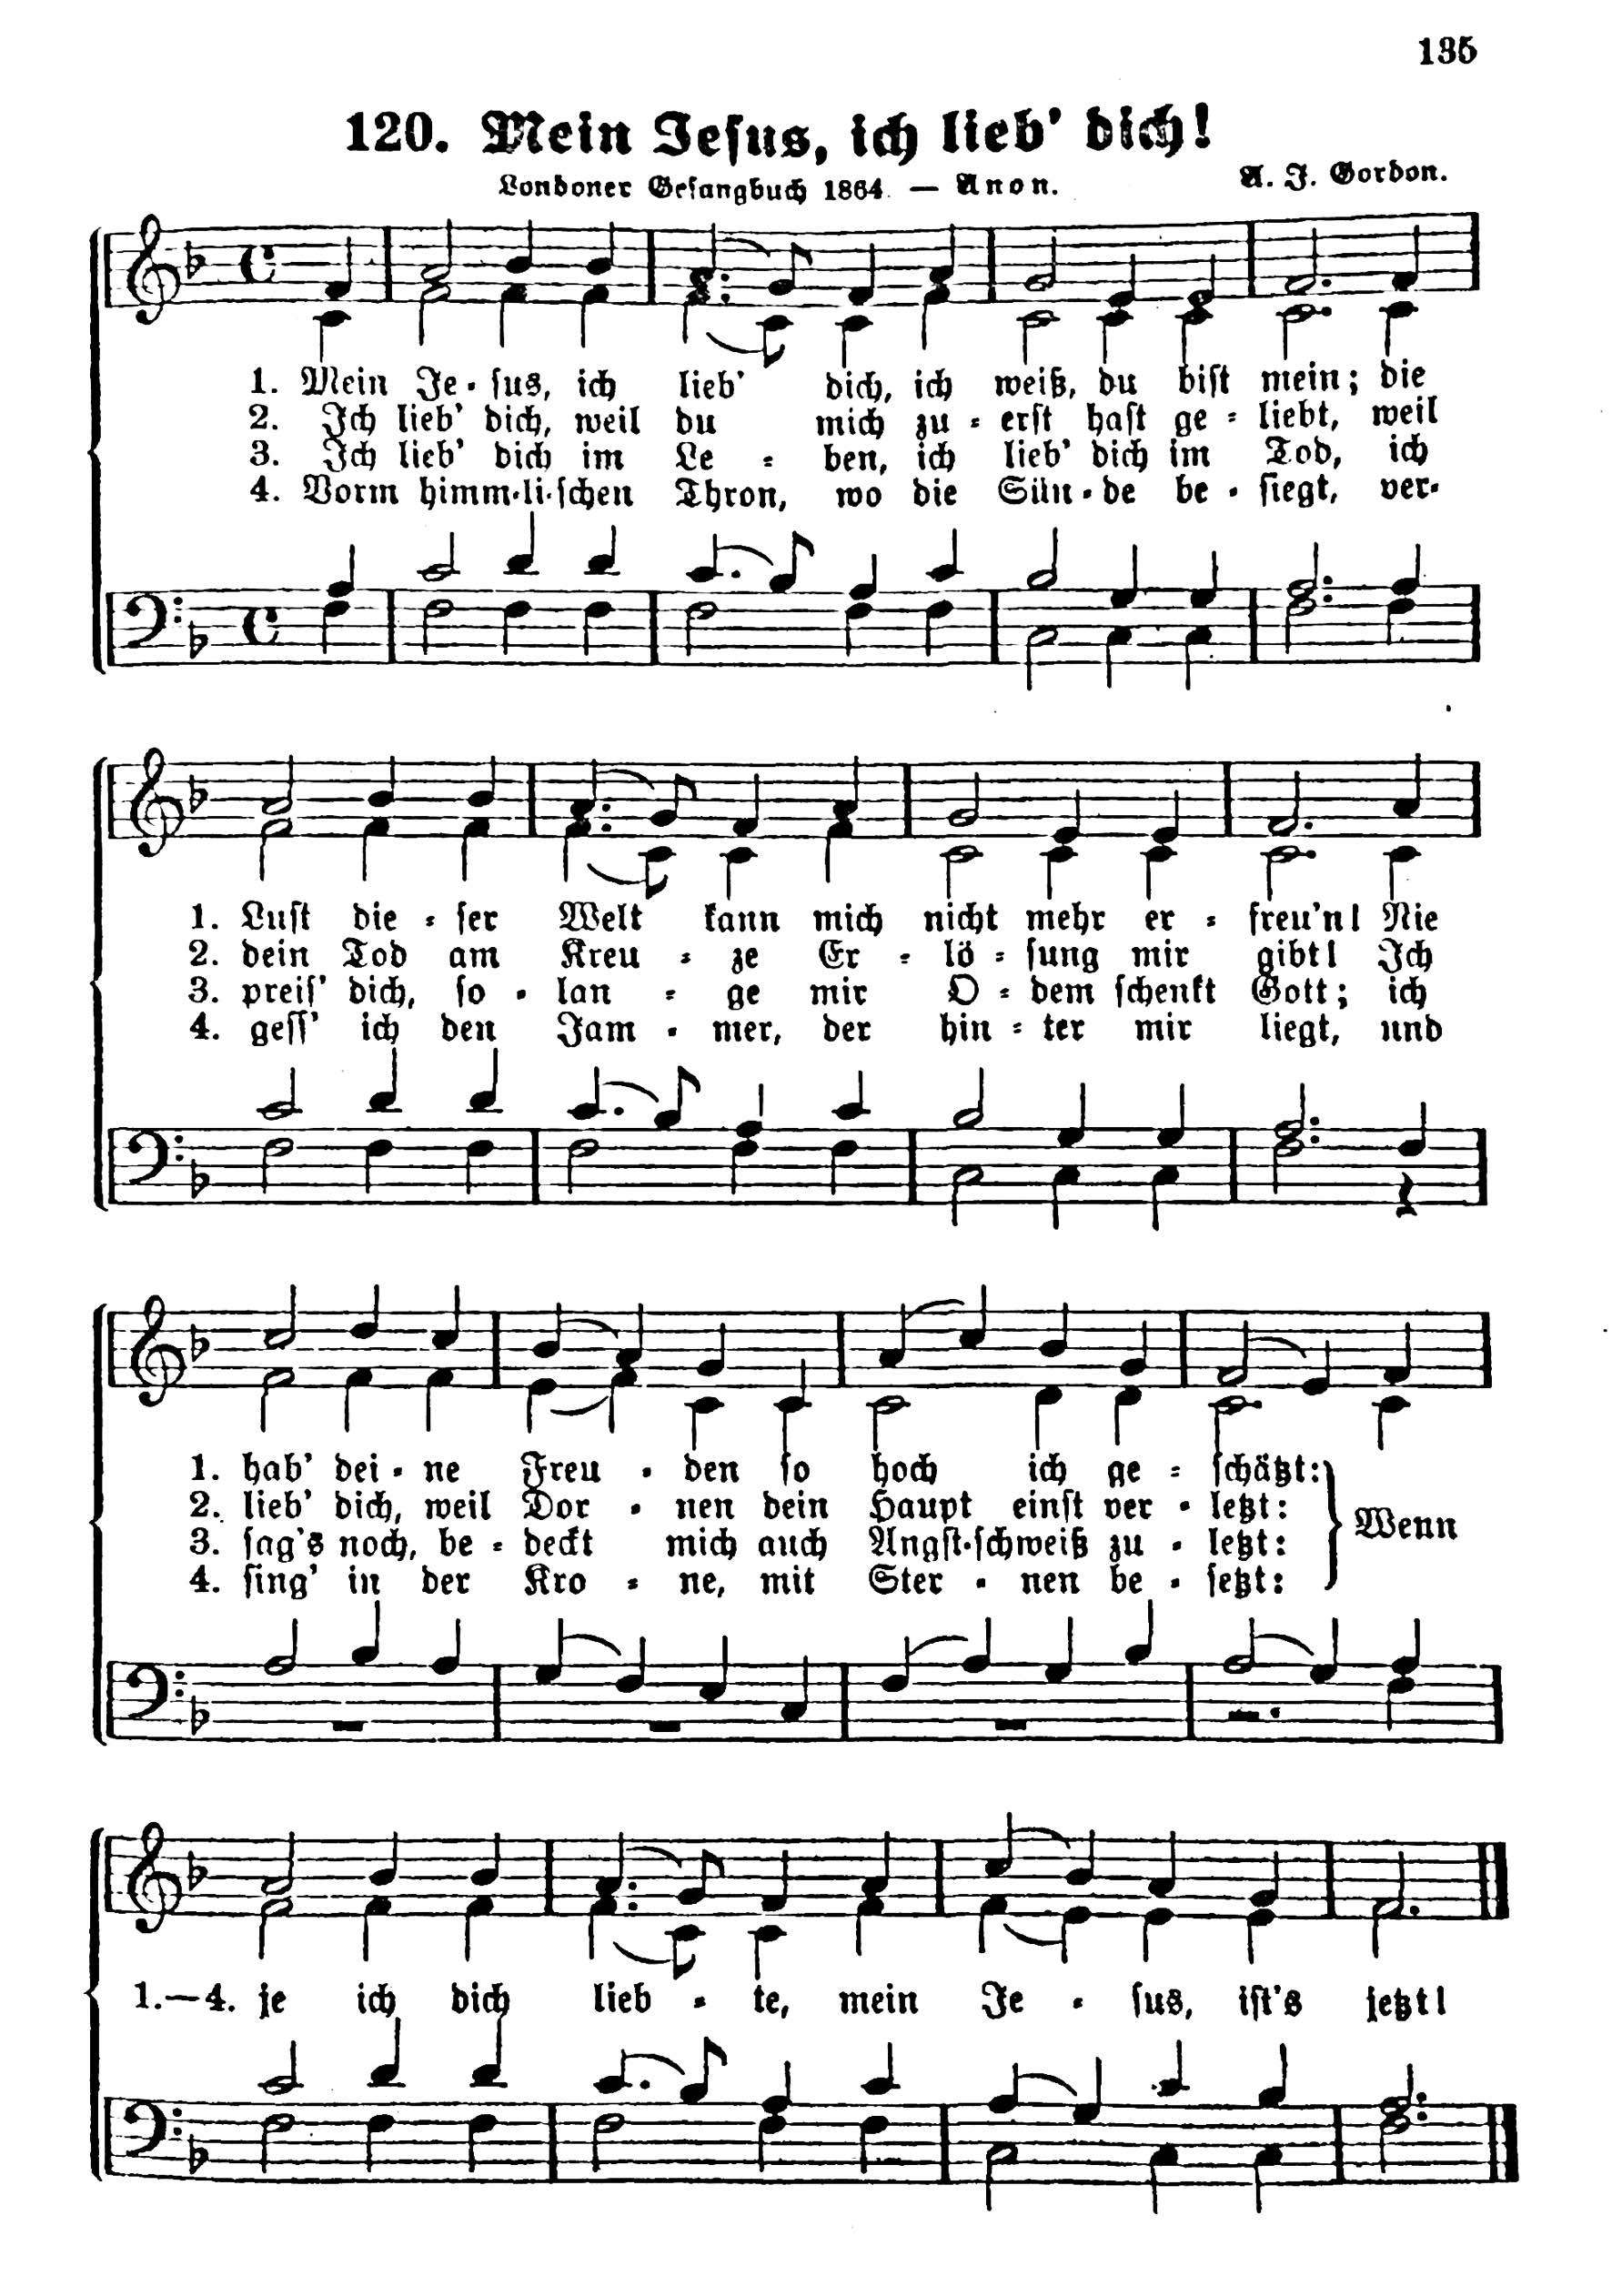 135
120. Mein Jesus, ich lieb' dich!
Londoner Gesangbuch 1864. — Anon.
A. J. Gordon.
1. Mein Je-sus, ich lieb' dich, ich weiß, du bist mein; die
2. Ich lieb' dich, weil du mich zu-erst hast ge-liebt, weil
3. Ich lieb' dich im Le-ben, ich lieb' dich im Tod, ich
4. Vorm himm-li-schen Thron, wo die Sün-de be-siegt, ver-
1. Lust die-ser Welt kann mich nicht mehr er-freu'n! Nie
2. dein Tod am Kreu-ze Er-lö-sung mir gibt! Ich
3. preis' dich, so-lan-ge mir O-dem schenkt Gott; ich
4. gess' ich den Jam-mer, der hin-ter mir liegt, und
1. hab' dei-ne Freu-den so hoch ich ge-schätzt:
2. lieb' dich, weil Dor-nen dein Haupt einst ver-letzt:
3. sag's noch, be-deckt mich auch Angst-schweiß zu-letzt:
4. sing' in der Kro-ne, mit Ster-nen be-setzt:
Wenn
1.—4. je ich dich lieb-te, mein Je-sus, ist's jetzt!